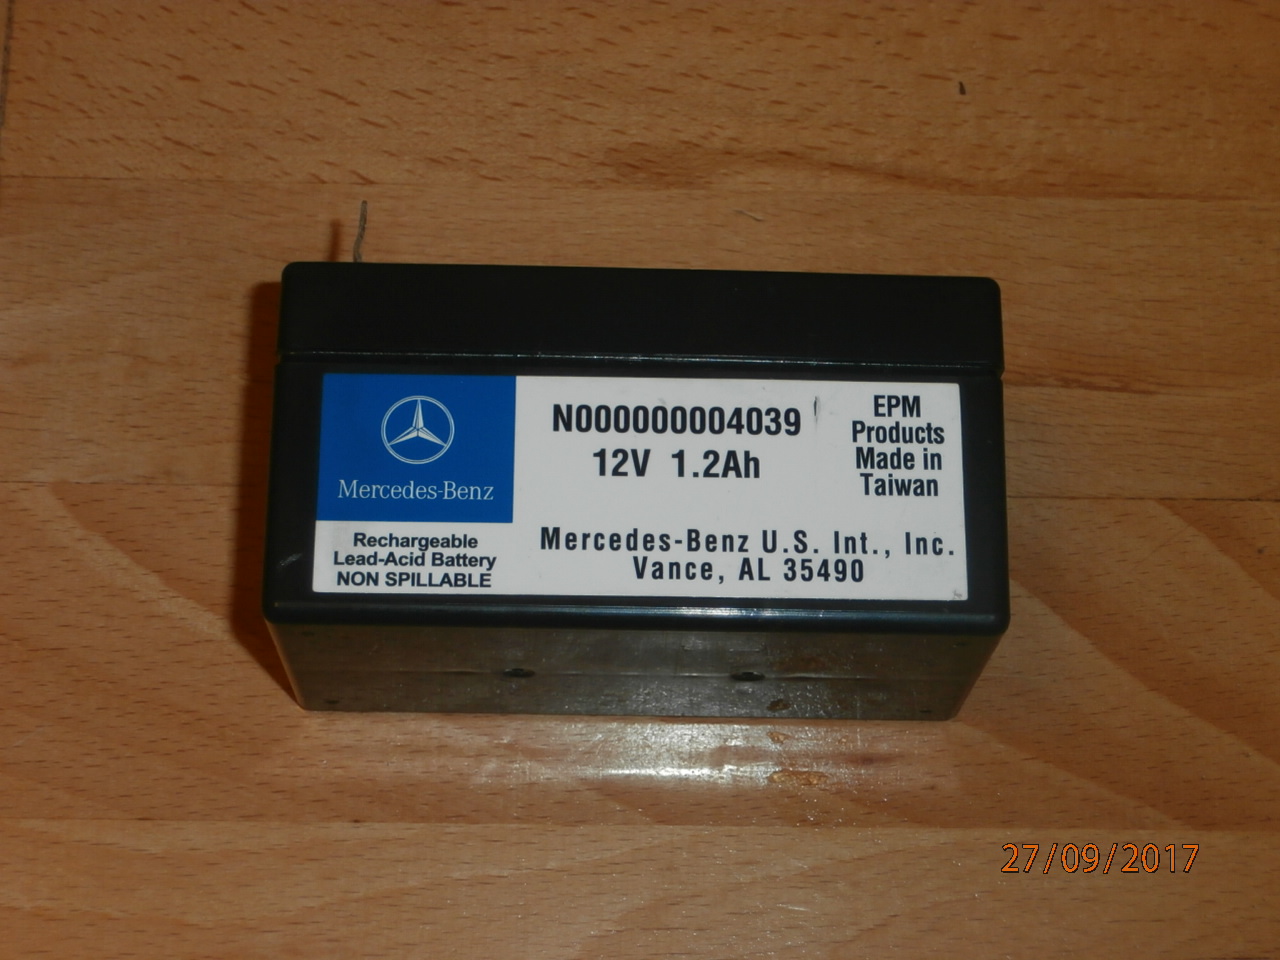 Mercedes-Benz
Rechargeable
Lead-Acid Battery
NON SPILLABLE
N000000004039
12V 1.2Ah
EPM
Products
Made in
Taiwan
Mercedes-Benz U.S. Int., Inc.
Vance, AL 35490
27/09/2017